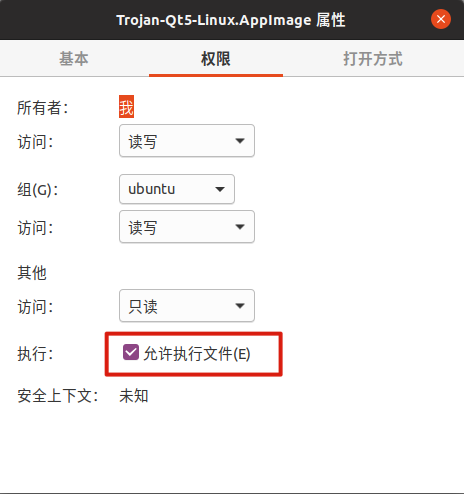 Trojan-Qt5-Linux.AppImage 属性
基本 权限 打开方式
所有者： 我
访问： 读写
组(G)： ubuntu
访问： 读写
其他
访问： 只读
执行： 允许执行文件(E)
安全上下文： 未知